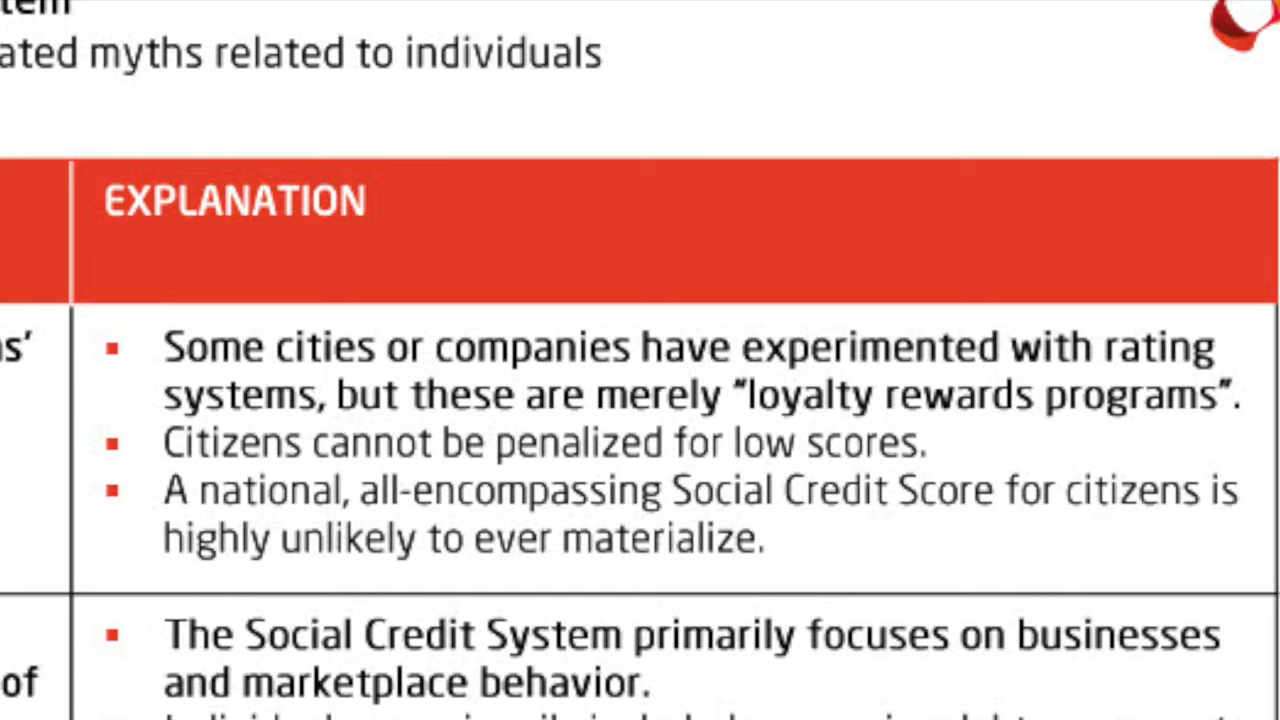 ated myths related to individuals
EXPLANATION
Some cities or companies have experimented with rating
systems, but these are merely "loyalty rewards programs".
Citizens cannot be penalized for low scores.
A national, all-encompassing Social Credit Score for citizens is
highly unlikely to ever materialize.
The Social Credit System primarily focuses on businesses
of
and marketplace behavior.